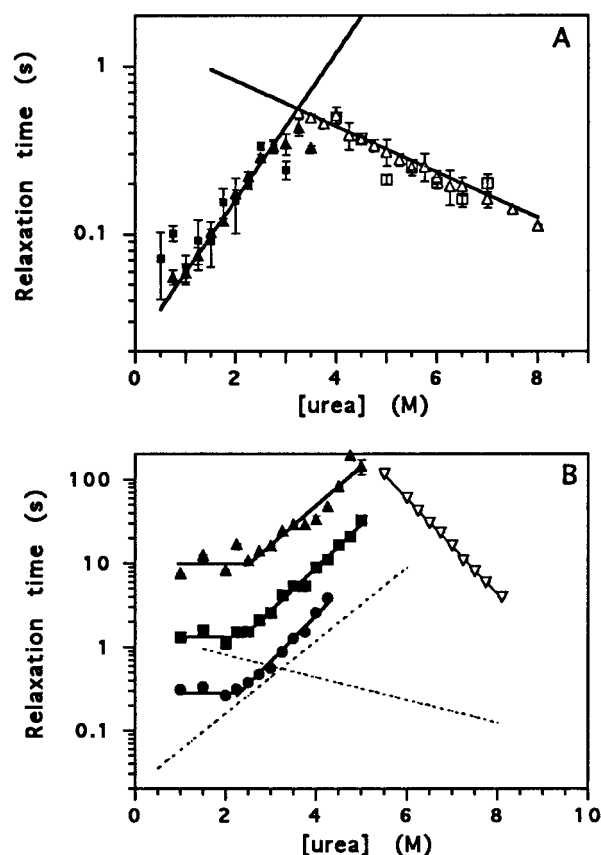 A
Relaxation time (s)
1
0.1
0 2 4 6 8
[urea] (M)
B
Relaxation time (s)
100
10
1
0.1
0 2 4 6 8 10
[urea] (M)